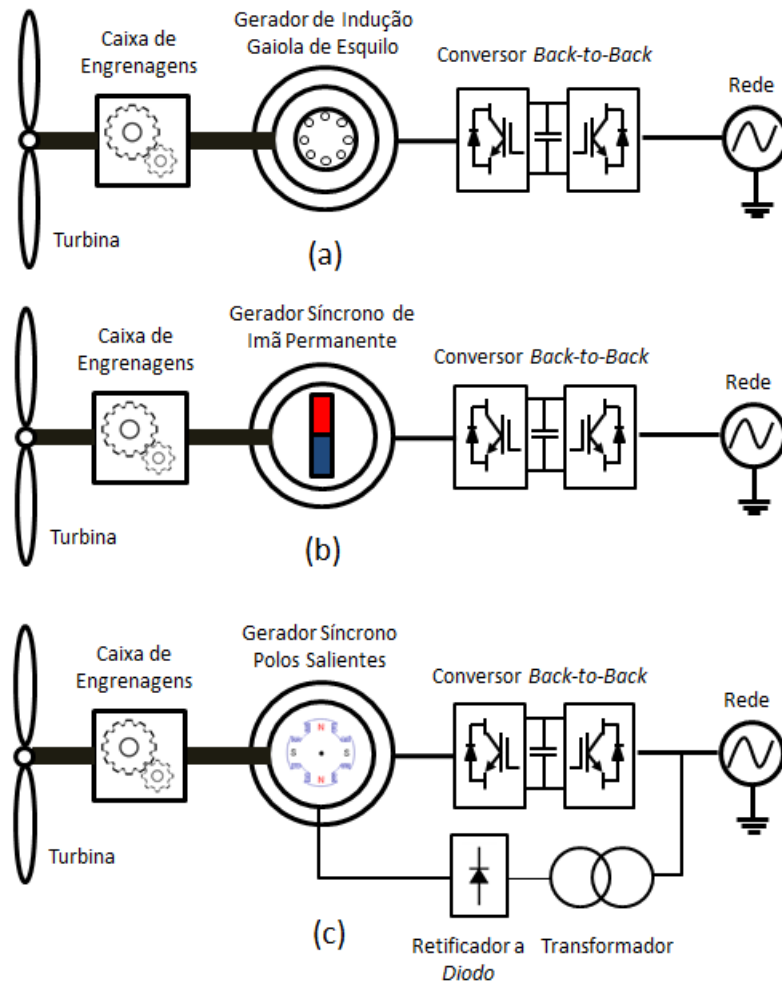 Gerador de Indução
Gaiola de Esquilo
Caixa de
Engrenagens
Conversor Back-to-Back
Rede
Turbina
(a)
Gerador Síncrono de
Imã Permanente
Caixa de
Engrenagens
Conversor Back-to-Back
Rede
Turbina
(b)
Gerador Síncrono
Polos Salientes
Caixa de
Engrenagens
Conversor Back-to-Back
Rede
N
S S
N
Turbina
(c)
Retificador a
Diodo
Transformador